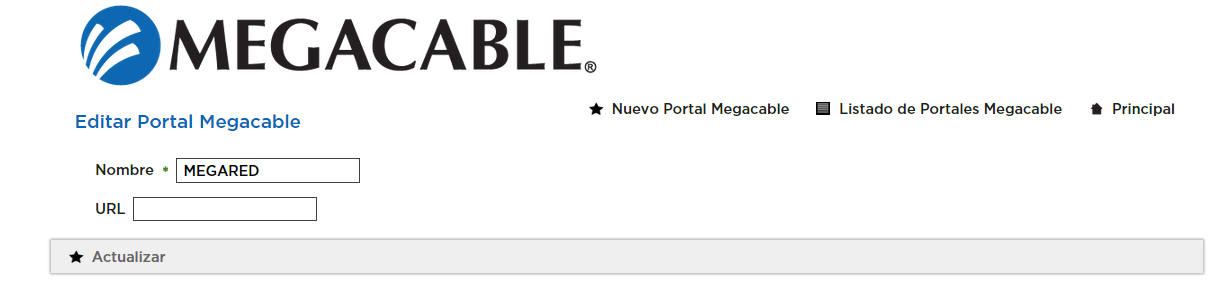 MEGACABLE®
Nuevo Portal Megacable Listado de Portales Megacable Principal
Editar Portal Megacable
Nombre * MEGARED
URL
Actualizar